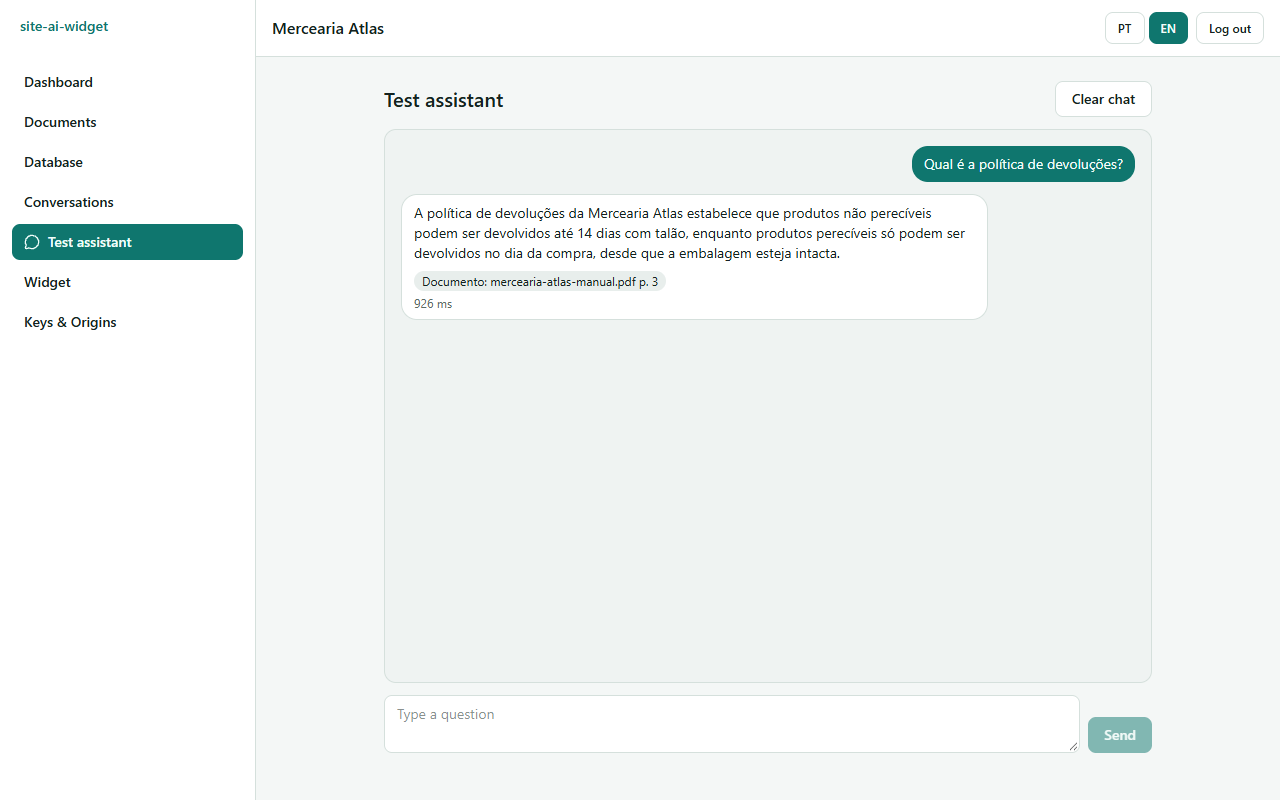 site-ai-widget
Mercearia Atlas
PT
EN
Log out
Dashboard
Documents
Database
Conversations
Test assistant
Widget
Keys & Origins
Test assistant
Clear chat
Qual é a política de devoluções?
A política de devoluções da Mercearia Atlas estabelece que produtos não perecíveis
podem ser devolvidos até 14 dias com talão, enquanto produtos perecíveis só podem ser
devolvidos no dia da compra, desde que a embalagem esteja intacta.
Documento: mercearia-atlas-manual.pdf p. 3
926 ms
Type a question
Send